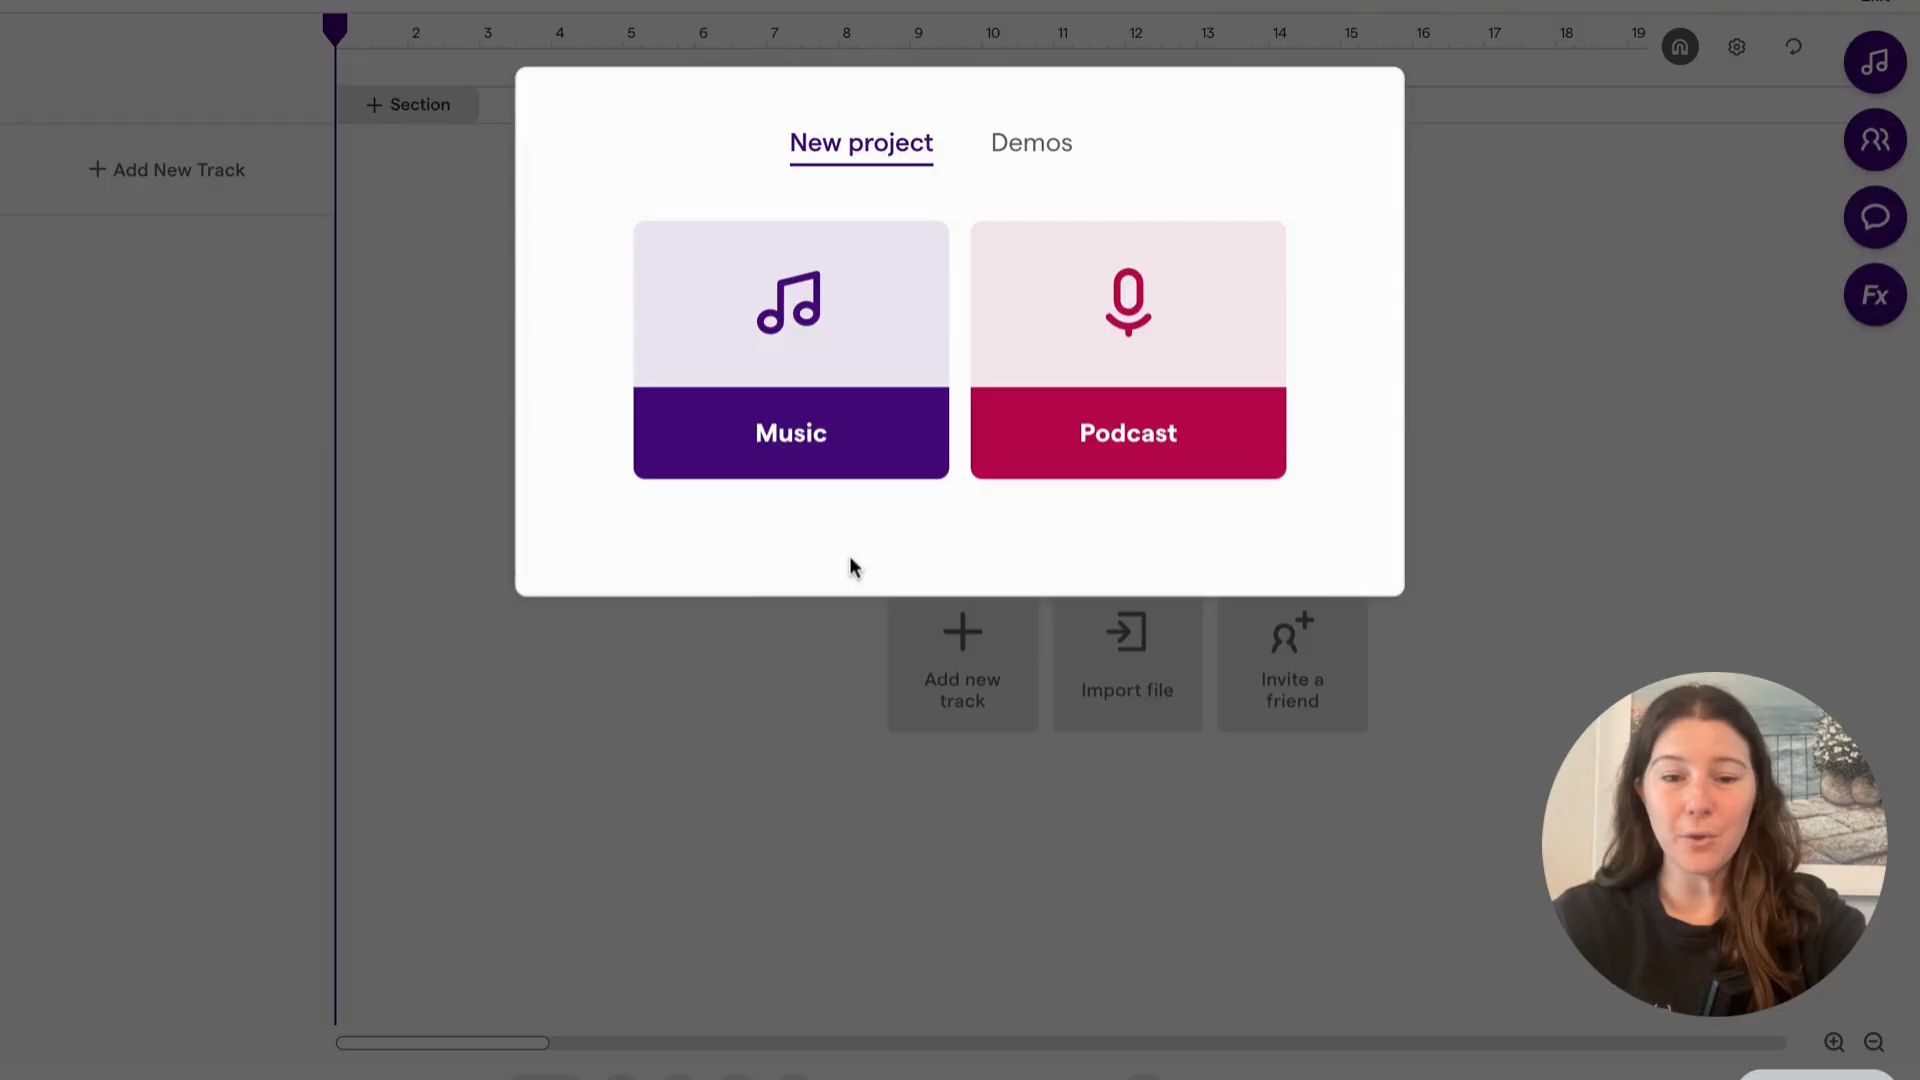 2 3 4 5 6 7 8 9 10 11 12 13 14 15 16 17 18 19
+ Section
New project Demos
+ Add New Track
Fx
Music Podcast
Add new
track
Import file
Invite a
friend